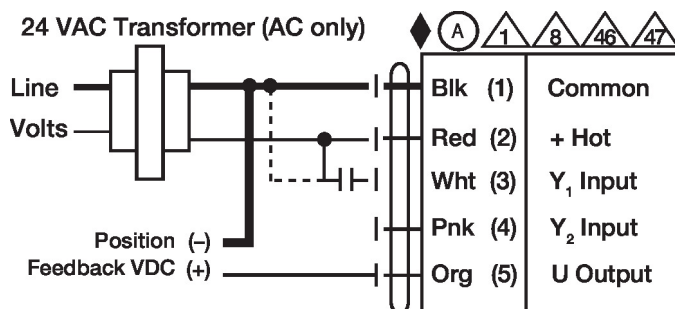 24 VAC Transformer (AC only)
A 1 8 46 47
Line
Volts
Blk (1) Common
Red (2) + Hot
Wht (3) Y₁ Input
Pnk (4) Y₂ Input
Position (–)
Feedback VDC (+)
Org (5) U Output